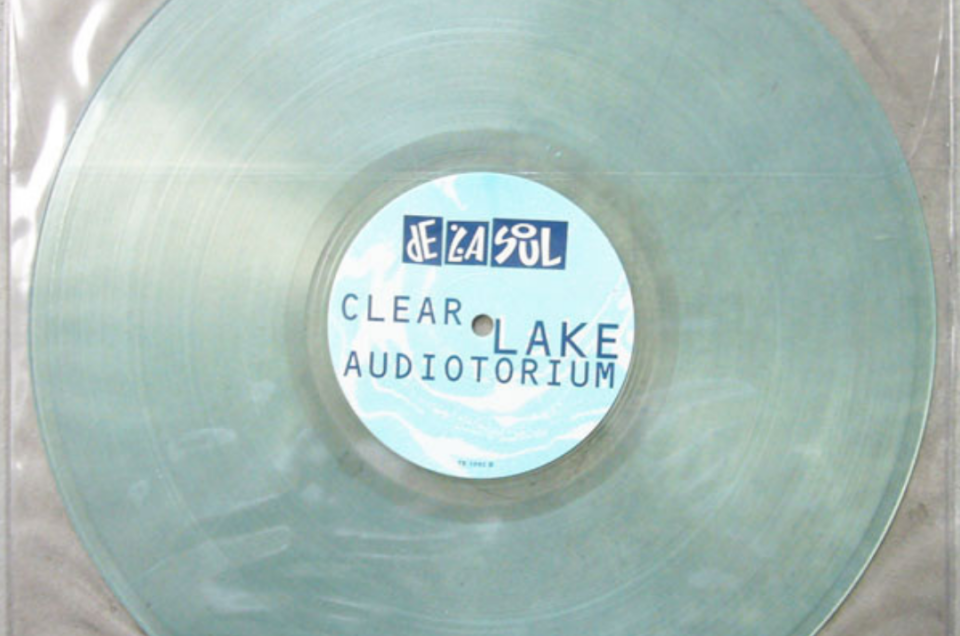 DE LA SOUL
CLEAR
LAKE
AUDIOTORIUM